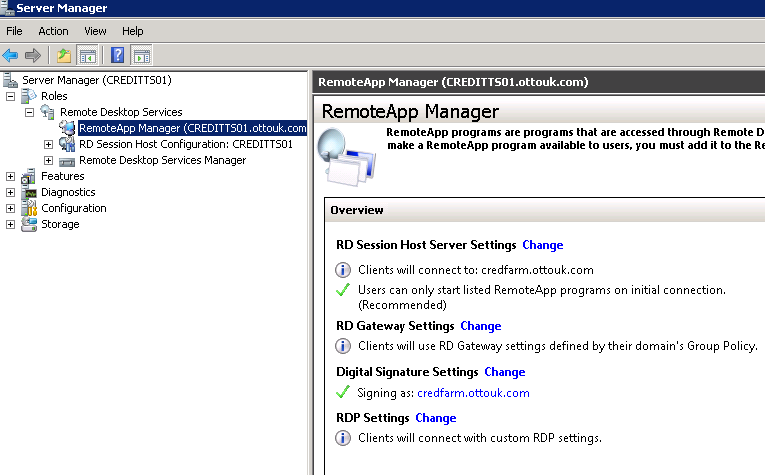 Server Manager
File Action View Help
Server Manager (CREDITTS01)
Roles
Remote Desktop Services
RemoteApp Manager (CREDITTS01.ottouk.com
RD Session Host Configuration: CREDITTS01
Remote Desktop Services Manager
Features
Diagnostics
Configuration
Storage
RemoteApp Manager (CREDITTS01.ottouk.com)
RemoteApp Manager
RemoteApp programs are programs that are accessed through Remote D
make a RemoteApp program available to users, you must add it to the Re
Overview
RD Session Host Server Settings Change
Clients will connect to: credfarm.ottouk.com
Users can only start listed RemoteApp programs on initial connection.
(Recommended)
RD Gateway Settings Change
Clients will use RD Gateway settings defined by their domain's Group Policy.
Digital Signature Settings Change
Signing as: credfarm.ottouk.com
RDP Settings Change
Clients will connect with custom RDP settings.